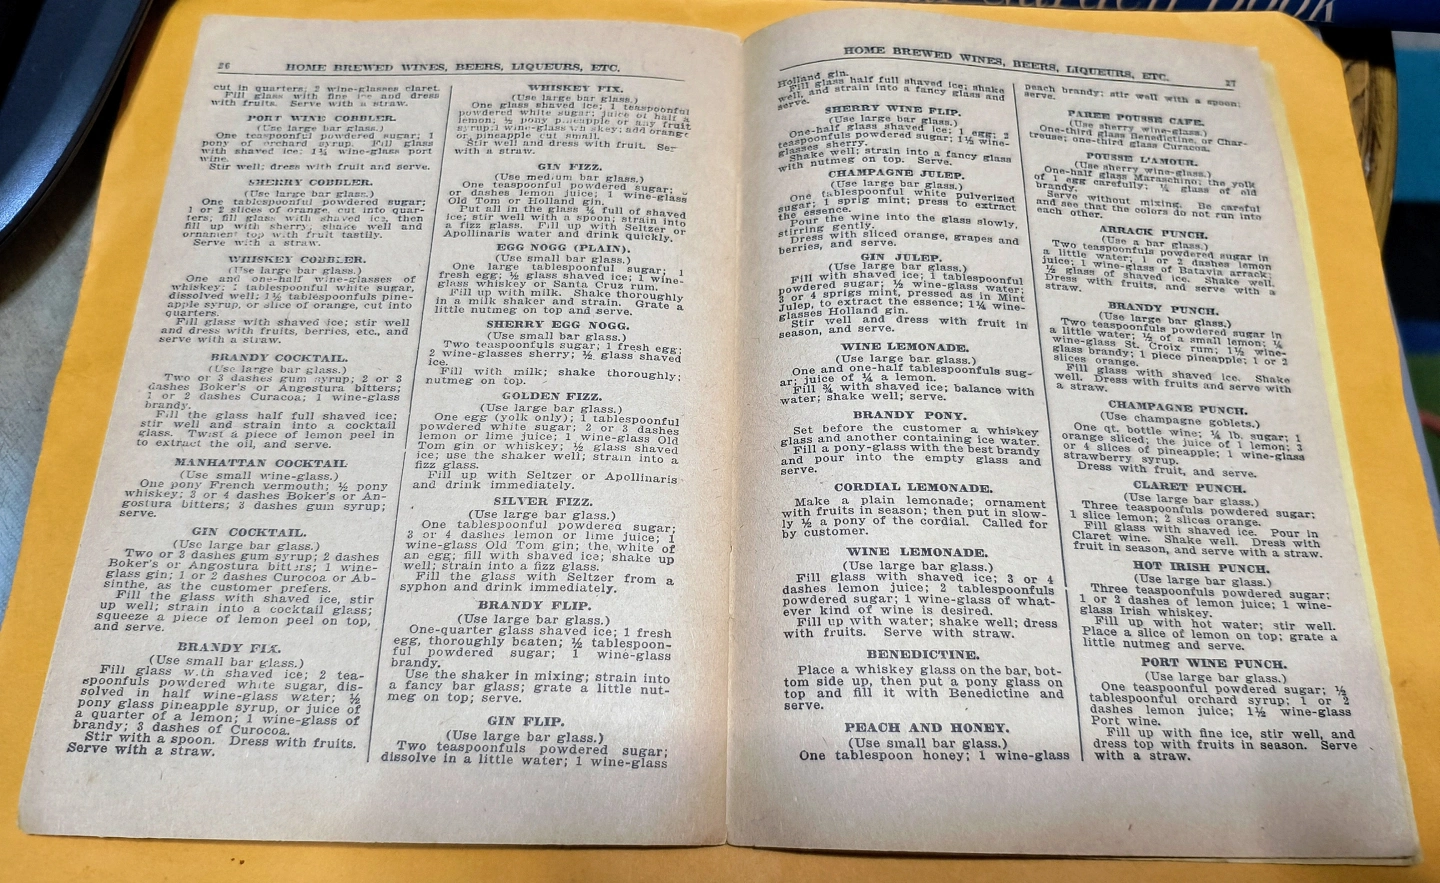 Garden Book
26
HOME BREWED WINES, BEERS, LIQUEURS, ETC.
cut in quarters; 2 wine-glasses claret.
Fill glass with fine ice and dress
with fruits. Serve with a straw.
PORT WINE COBBLER.
(Use large bar glass.)
One teaspoonful powdered sugar; 1
pony of orchard syrup. Fill glass
with shaved ice; 1½ wine-glass port
wine.
Stir well; dress with fruit and serve.
SHERRY COBBLER.
(Use large bar glass.)
One tablespoonful powdered sugar;
1 or 2 slices of orange, cut into quar-
ters; fill glass with shaved ice, then
fill up with sherry; shake well and
ornament top with fruit tastily.
Serve with a straw.
WHISKEY COBBLER.
(Use large bar glass.)
One and one-half wine-glasses of
whiskey; 1 tablespoonful white sugar,
dissolved well; 1½ tablespoonfuls pine-
apple syrup, or slice of orange, cut into
quarters.
Fill glass with shaved ice; stir well
and dress with fruits, berries, etc., and
serve with a straw.
BRANDY COCKTAIL.
(Use large bar glass.)
Two or 3 dashes gum syrup; 2 or 3
dashes Boker's or Angestura bitters;
1 or 2 dashes Curacoa; 1 wine-glass
brandy.
Fill the glass half full shaved ice;
stir well and strain into a cocktail
glass. Twist a piece of lemon peel in
to extract the oil, and serve.
MANHATTAN COCKTAIL
(Use small wine-glass.)
One pony French vermouth; ½ pony
whiskey; 3 or 4 dashes Boker's or An-
gostura bitters; 3 dashes gum syrup;
serve.
GIN COCKTAIL.
(Use large bar glass.)
Two or 3 dashes gum syrup; 2 dashes
Boker's or Angostura bitters; 1 wine-
glass gin; 1 or 2 dashes Curocoa or Ab-
sinthe, as the customer prefers.
Fill the glass with shaved ice, stir
up well; strain into a cocktail glass;
squeeze a piece of lemon peel on top,
and serve.
BRANDY FIX.
(Use small bar glass.)
Fill glass with shaved ice; 2 tea-
spoonfuls powdered white sugar, dis-
solved in half wine-glass water; ½
pony glass pineapple syrup, or juice of
a quarter of a lemon; 1 wine-glass of
brandy; 3 dashes of Curocoa.
Stir with a spoon. Dress with fruits.
Serve with a straw.
WHISKEY FIX.
(Use large bar glass.)
One glass shaved ice; 1 teaspoonful
powdered white sugar; juice of half a
lemon; ½ pony pineapple or any fruit
syrup; 1 wine-glass whiskey; add orange
or pineapple cut small.
Stir well and dress with fruit. Se-
with a straw.
GIN FIZZ.
(Use medium bar glass.)
One teaspoonful powdered sugar;
or dashes lemon juice; 1 wine-glass
Old Tom or Holland gin.
Put all in the glass ¾ full of shaved
ice; stir well with a spoon; strain into
a fizz glass. Fill up with Seltzer or
Apollinaris water and drink quickly.
EGG NOGG (PLAIN).
(Use small bar glass.)
One large tablespoonful sugar; 1
fresh egg; ½ glass shaved ice; 1 wine-
glass whiskey or Santa Cruz rum.
Fill up with milk. Shake thoroughly
in a milk shaker and strain. Grate a
little nutmeg on top and serve.
SHERRY EGG NOGG.
(Use small bar glass.)
Two teaspoonfuls sugar; 1 fresh egg;
2 wine-glasses sherry; ½ glass shaved
ice.
Fill with milk; shake thoroughly;
nutmeg on top.
GOLDEN FIZZ.
(Use large bar glass.)
One egg (yolk only); 1 tablespoonful
powdered white sugar; 2 or 3 dashes
lemon or lime juice; 1 wine-glass Old
Tom gin or whiskey; ½ glass shaved
ice; use the shaker well; strain into a
fizz glass.
Fill up with Seltzer or Apollinaris
and drink immediately.
SILVER FIZZ.
(Use large bar glass.)
One tablespoonful powdered sugar;
3 or 4 dashes lemon or lime juice; 1
wine-glass Old Tom gin; the white of
an egg; fill with shaved ice; shake up
well; strain into a fizz glass.
Fill the glass with Seltzer from a
syphon and drink immediately.
BRANDY FLIP.
(Use large bar glass.)
One-quarter glass shaved ice; 1 fresh
egg, thoroughly beaten; ½ tablespoon-
ful powdered sugar; 1 wine-glass
brandy.
Use the shaker in mixing; strain into
a fancy bar glass; grate a little nut-
meg on top; serve.
GIN FLIP.
(Use large bar glass.)
Two teaspoonfuls powdered sugar;
dissolve in a little water; 1 wine-glass
HOME BREWED WINES, BEERS, LIQUEURS, ETC.
27
Holland gin.
Fill glass half full shaved ice; shake
well, and strain into a fancy glass and
serve.
SHERRY WINE FLIP.
(Use large bar glass.)
One-half glass shaved ice; 1 egg; 2
teaspoonfuls powdered sugar; 1½ wine-
glasses sherry.
Shake well; strain into a fancy glass
with nutmeg on top. Serve.
CHAMPAGNE JULEP.
(Use large bar glass.)
One tablespoonful white pulverized
sugar; 1 sprig mint; press to extract
the essence.
Pour the wine into the glass slowly,
stirring gently.
Dress with sliced orange, grapes and
berries, and serve.
GIN JULEP.
(Use large bar glass.)
Fill with shaved ice; 1 tablespoonful
powdered sugar; ½ wine-glass water;
3 or 4 sprigs mint, pressed as in Mint
Julep, to extract the essence; 1¼ wine-
glasses Holland gin.
Stir well and dress with fruit in
season, and serve.
WINE LEMONADE.
(Use large bar glass.)
One and one-half tablespoonfuls sug-
ar; juice of ¾ a lemon.
Fill ¾ with shaved ice; balance with
water; shake well; serve.
BRANDY PONY.
Set before the customer a whiskey
glass and another containing ice water.
Fill a pony-glass with the best brandy
and pour into the empty glass and
serve.
CORDIAL LEMONADE.
Make a plain lemonade; ornament
with fruits in season; then put in slow-
ly ½ a pony of the cordial. Called for
by customer.
WINE LEMONADE.
(Use large bar glass.)
Fill glass with shaved ice; 3 or 4
dashes lemon juice; 2 tablespoonfuls
powdered sugar; 1 wine-glass of what-
ever kind of wine is desired.
Fill up with water; shake well; dress
with fruits. Serve with straw.
BENEDICTINE.
Place a whiskey glass on the bar, bot-
tom side up, then put a pony glass on
top and fill it with Benedictine and
serve.
PEACH AND HONEY.
(Use small bar glass.)
One tablespoon honey; 1 wine-glass
peach brandy; stir well with a spoon;
serve.
PAREE POUSSE CAFE.
(Use sherry wine-glass.)
One-third glass Benedictine, or Char-
treuse; one-third glass Curacoa.
POUSSE L'AMOUR.
(Use sherry wine-glass.)
One-half glass Maraschino; the yolk
of 1 egg carefully; ¼ glass of old
brandy.
Serve without mixing. Be careful
and see that the colors do not run into
each other.
ARRACK PUNCH.
(Use a bar glass.)
Two teaspoonfuls powdered sugar in
a little water; 1 or 2 dashes lemon
juice; 1 wine-glass of Batavia arrack;
½ glass of shaved ice. Shake well.
Dress with fruits, and serve with a
straw.
BRANDY PUNCH.
(Use large bar glass.)
Two teaspoonfuls powdered sugar in
a little water; ½ of a small lemon; ¼
wine-glass St. Croix rum; 1½ wine-
glass brandy; 1 piece pineapple; 1 or 2
slices orange.
Fill glass with shaved ice. Shake
well. Dress with fruits and serve with
a straw.
CHAMPAGNE PUNCH.
(Use champagne goblets.)
One qt. bottle wine; ¼ lb. sugar; 1
orange sliced; the juice of 1 lemon; 3
or 4 slices of pineapple; 1 wine-glass
strawberry syrup.
Dress with fruit, and serve.
CLARET PUNCH.
(Use large bar glass.)
Three teaspoonfuls powdered sugar;
1 slice lemon; 2 slices orange.
Fill glass with shaved ice. Pour in
Claret wine. Shake well. Dress with
fruit in season, and serve with a straw.
HOT IRISH PUNCH.
(Use large bar glass.)
Three teaspoonfuls powdered sugar;
1 or 2 dashes of lemon juice; 1 wine-
glass Irish whiskey.
Fill up with hot water; stir well.
Place a slice of lemon on top; grate a
little nutmeg and serve.
PORT WINE PUNCH.
(Use large bar glass.)
One teaspoonful powdered sugar; ½
tablespoonful orchard syrup; 1 or 2
dashes lemon juice; 1½ wine-glass
Port wine.
Fill up with fine ice, stir well, and
dress top with fruits in season. Serve
with a straw.